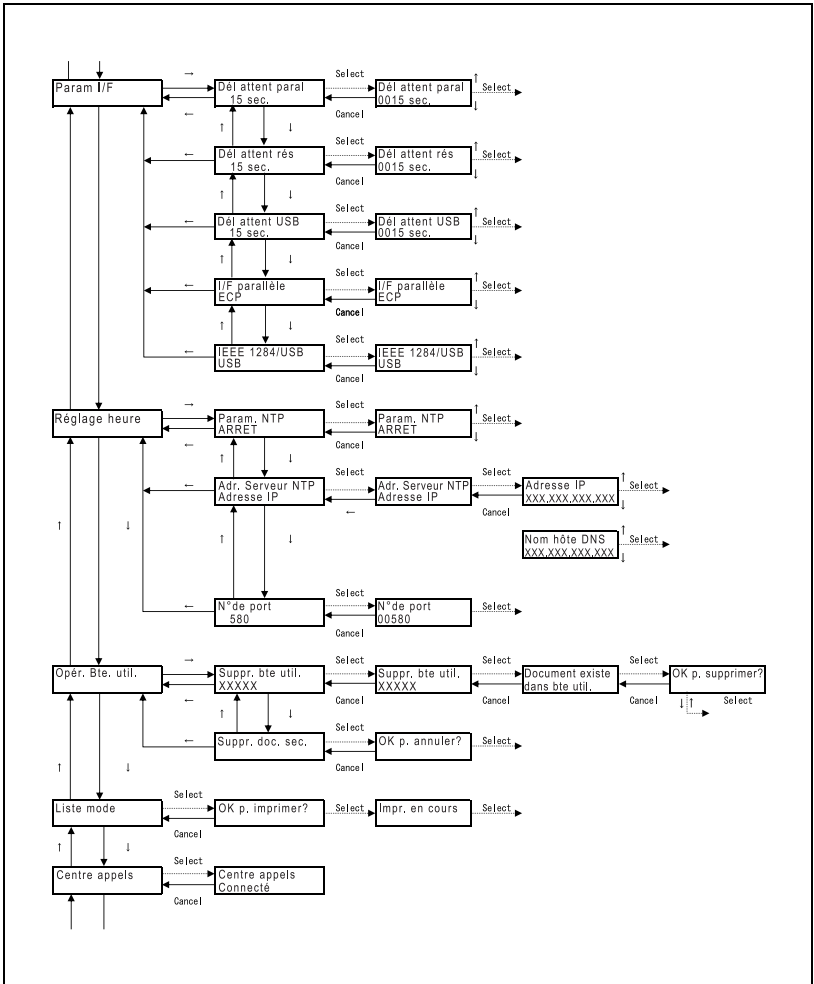 → Select Select
Param I/F Dél attent paral Dél attent paral ↑ Select
15 sec. 0015 sec. ↓
← Cancel Cancel
↑ ↓
Select
Dél attent rés Dél attent rés ↑ Select
← 15 sec. 0015 sec. ↓
Cancel
↑ ↓
Select
Dél attent USB Dél attent USB ↑ Select
← 15 sec. 0015 sec. ↓
Cancel
↑ ↓
Select
I/F parallèle I/F parallèle ↑ Select
← ECP ECP ↓
Cancel
↑ ↓
Select
IEEE 1284/USB IEEE 1284/USB ↑ Select
← USB USB ↓
Cancel
→ Select
Réglage heure Param. NTP Param. NTP ↑ Select
ARRET ARRET ↓
← Cancel
↑ ↓
Select Select
Adr. Serveur NTP Adr. Serveur NTP Adresse IP ↑ Select
← Adresse IP Adresse IP XXX.XXX.XXX.XXX ↓
← Cancel
↑ ↓ ↑ ↓
Nom hôte DNS ↑ Select
XXX.XXX.XXX.XXX ↓
Select
N°de port N°de port Select
← 580 00580
Cancel
→ Select Select Select
Opér. Bte. util. Suppr. bte util. Suppr. bte util. Document existe OK p. supprimer?
XXXXX XXXXX dans bte util.
← Cancel Cancel Cancel ↓↑ Select
↑ ↓
Select
Suppr. doc. sec. OK p. annuler? Select
←
Cancel
↑ ↓
Select
Liste mode OK p. imprimer? Select Impr. en cours Select
Cancel
↑ ↓
Select
Centre appels Centre appels
Connecté
Cancel